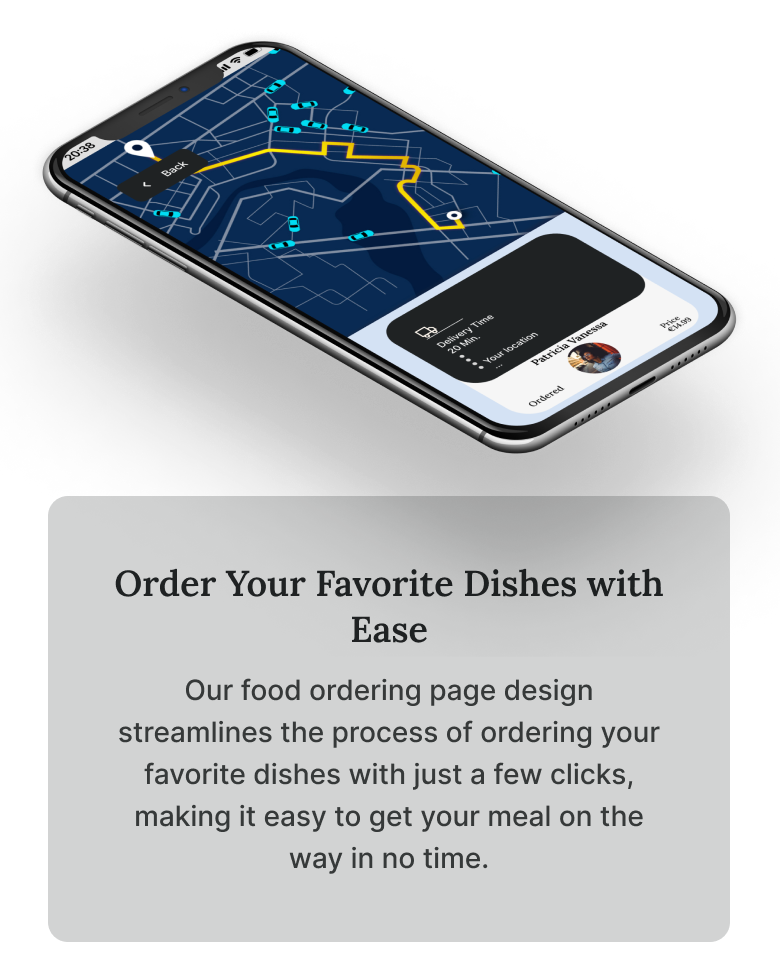 20:38
Back
Delivery Time
20 Min.
Your location
...
Patricia Vanessa
Ordered
Price
€34.99
Order Your Favorite Dishes with
Ease
Our food ordering page design
streamlines the process of ordering your
favorite dishes with just a few clicks,
making it easy to get your meal on the
way in no time.